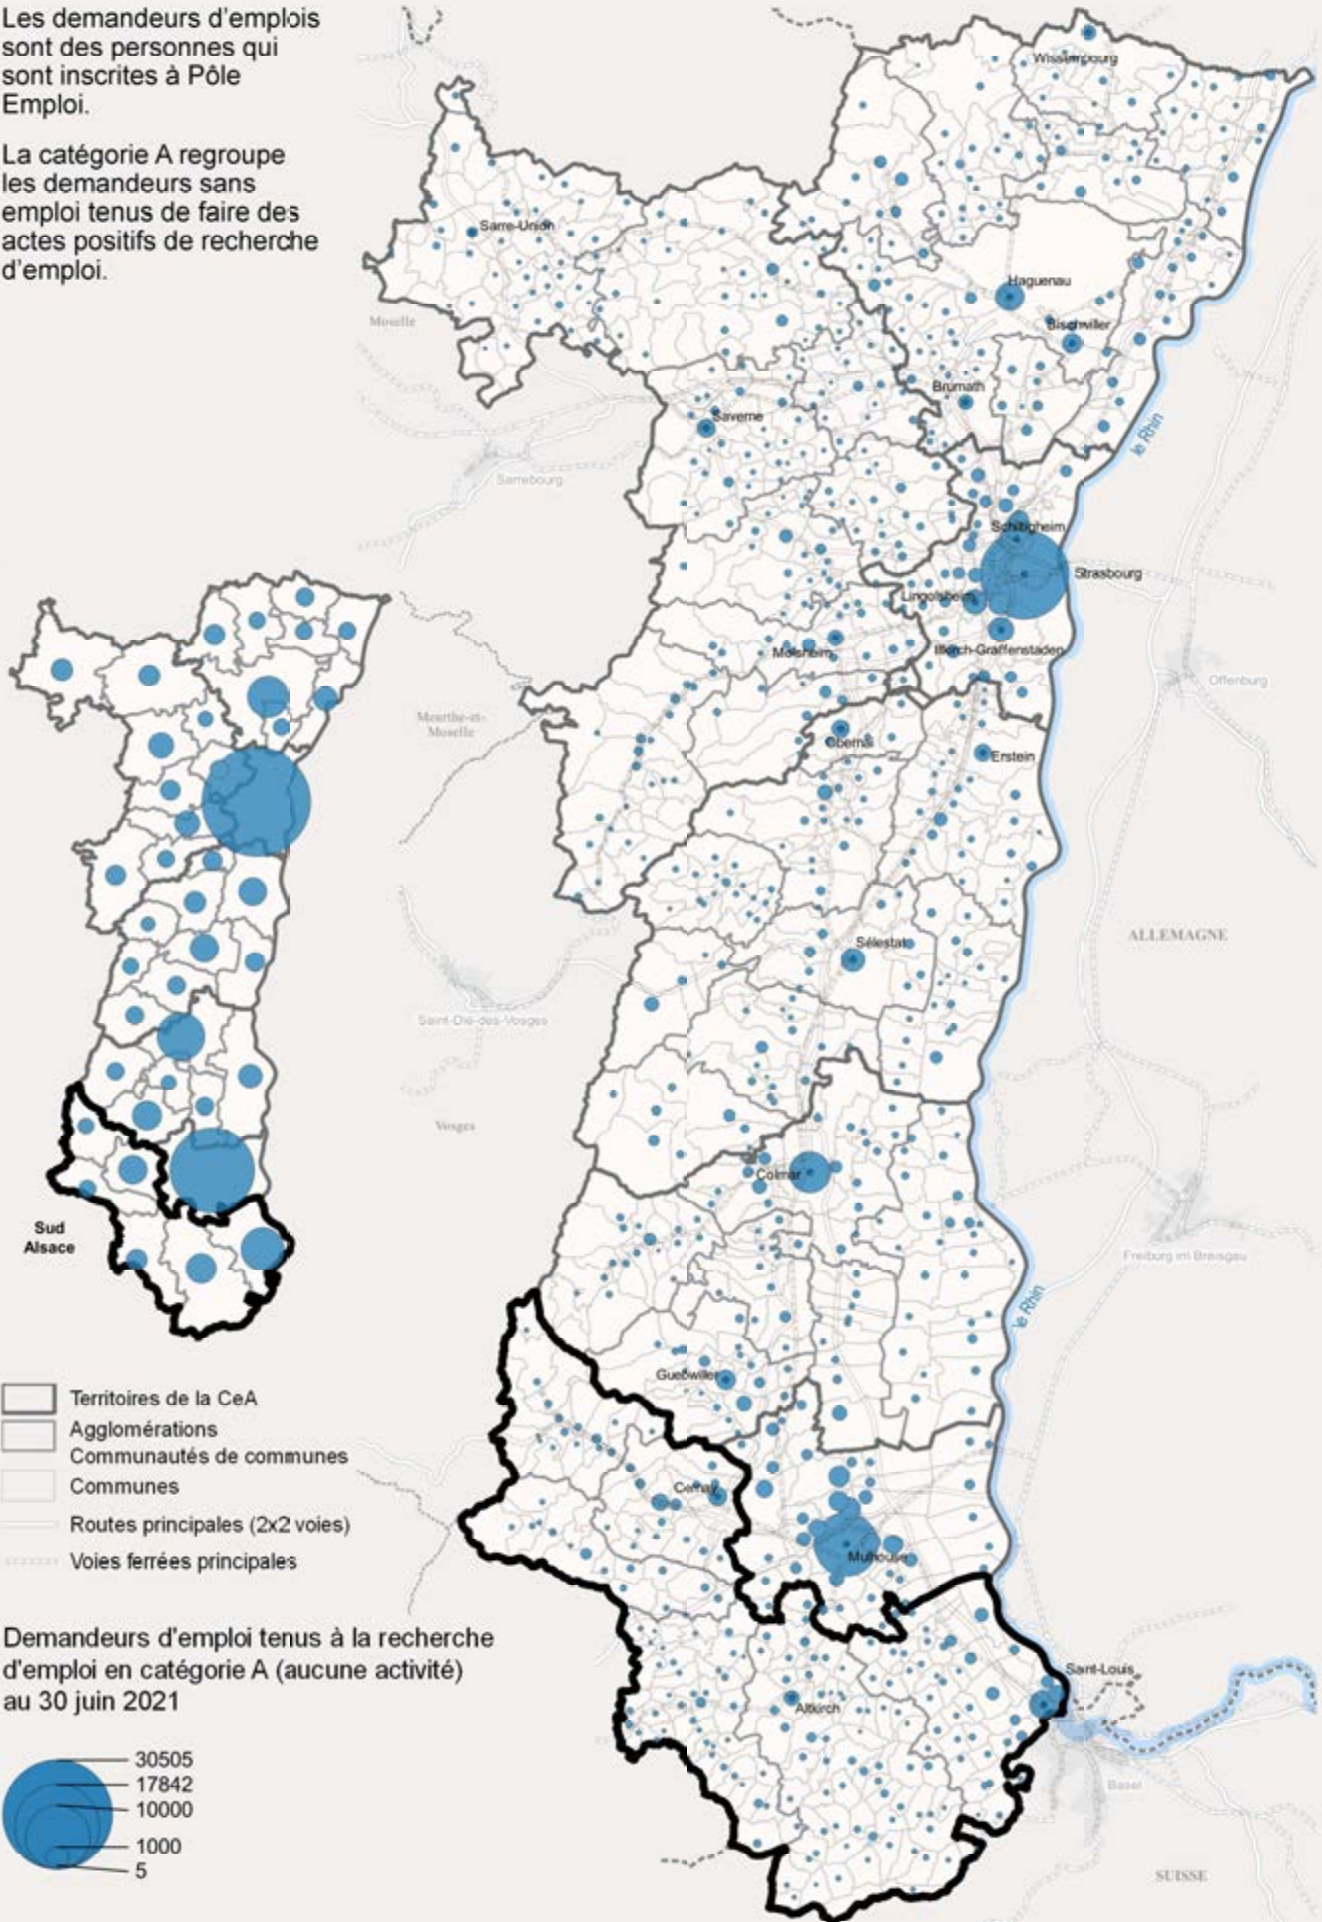 Les demandeurs d'emplois
sont des personnes qui
sont inscrites à Pôle
Emploi.
La catégorie A regroupe
les demandeurs sans
emploi tenus de faire des
actes positifs de recherche
d'emploi.
Wissembourg
Sarre-Union
Haguenau
Moselle
Bischwiller
Brumath
Saverne
le Rhin
Sarrebourg
Schiltigheim
Strasbourg
Lingolsheim
Molsheim
Illkirch-Graffenstaden
Offenburg
Meurthe-et-
Moselle
Obernai
Erstein
ALLEMAGNE
Sélestat
Saint-Dié-des-Vosges
Vosges
Colmar
Sud
Alsace
Freiburg im Breisgau
le Rhin
Guebwiller
Territoires de la CeA
Agglomérations
Communautés de communes
Communes
Routes principales (2x2 voies)
Voies ferrées principales
Cernay
Mulhouse
Demandeurs d'emploi tenus à la recherche
d'emploi en catégorie A (aucune activité)
au 30 juin 2021
Saint-Louis
Altkirch
Basel
30505
17842
10000
1000
5
SUISSE